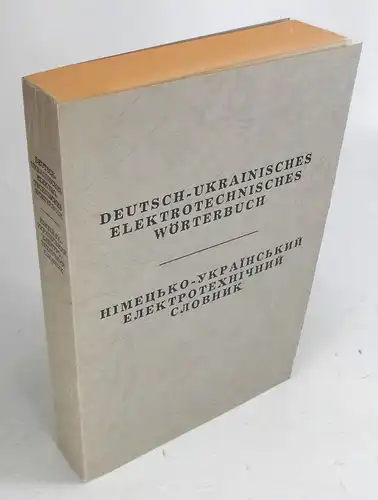 DEUTSCH-UKRAINISCHES
ELEKTROTECHNISCHES
WÖRTERBUCH
НІМЕЦЬКО-УКРАЇНСЬКИЙ
ЕЛЕКТРОТЕХНІЧНИЙ
СЛОВНИК